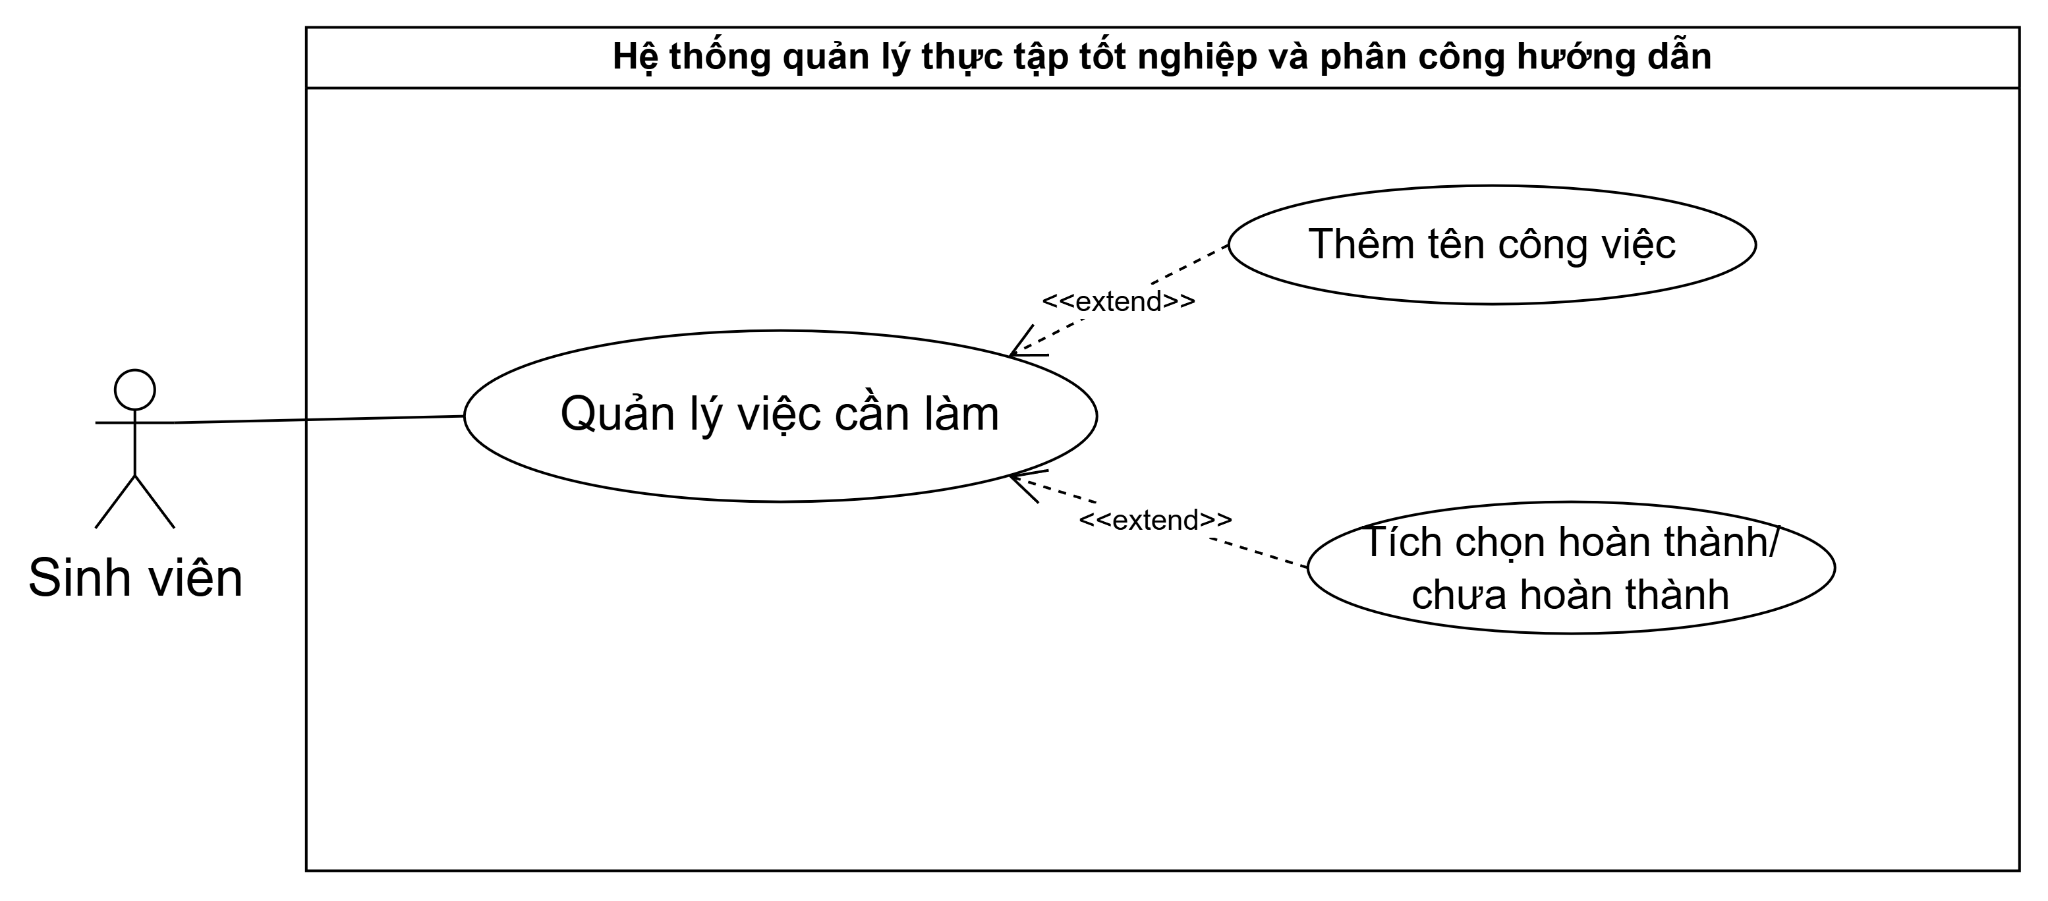 Hệ thống quản lý thực tập tốt nghiệp và phân công hướng dẫn
Thêm tên công việc
<<extend>>
Quản lý việc cần làm
<<extend>>
Tích chọn hoàn thành/
chưa hoàn thành
Sinh viên